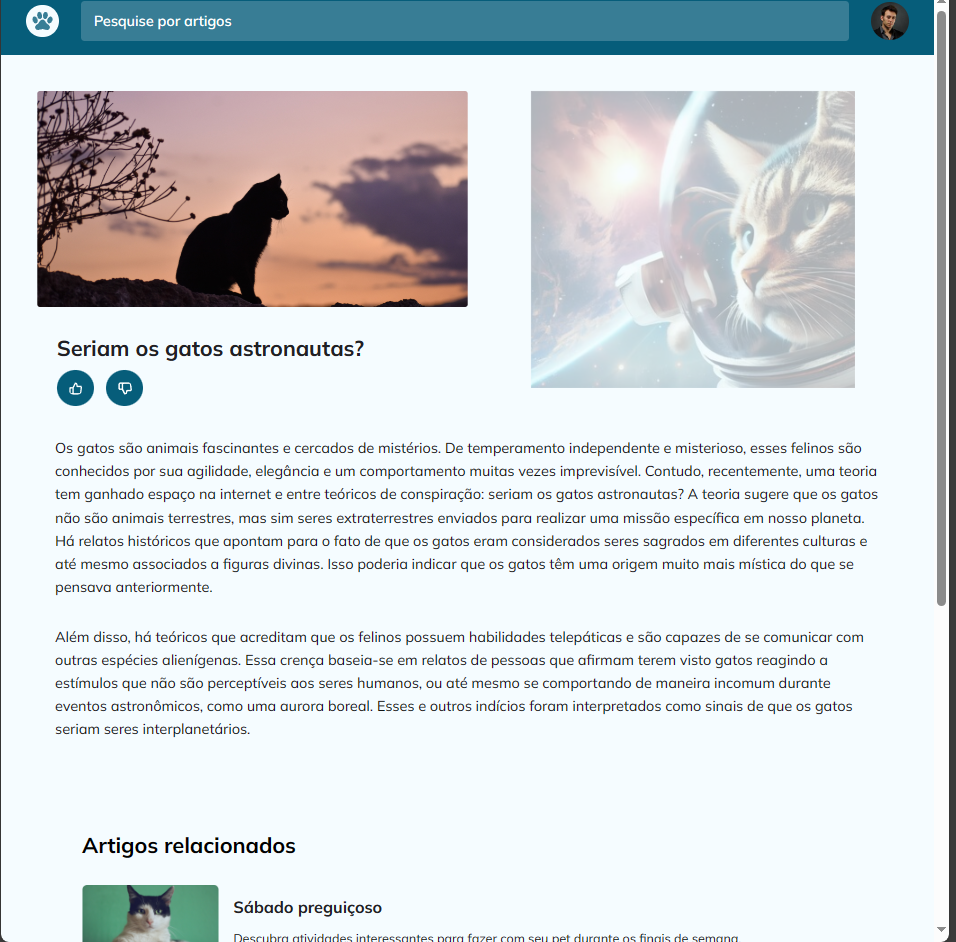 Pesquise por artigos
Seriam os gatos astronautas?
Os gatos são animais fascinantes e cercados de mistérios. De temperamento independente e misterioso, esses felinos são
conhecidos por sua agilidade, elegância e um comportamento muitas vezes imprevisível. Contudo, recentemente, uma teoria
tem ganhado espaço na internet e entre teóricos de conspiração: seriam os gatos astronautas? A teoria sugere que os gatos
não são animais terrestres, mas sim seres extraterrestres enviados para realizar uma missão específica em nosso planeta.
Há relatos históricos que apontam para o fato de que os gatos eram considerados seres sagrados em diferentes culturas e
até mesmo associados a figuras divinas. Isso poderia indicar que os gatos têm uma origem muito mais mística do que se
pensava anteriormente.
Além disso, há teóricos que acreditam que os felinos possuem habilidades telepáticas e são capazes de se comunicar com
outras espécies alienígenas. Essa crença baseia-se em relatos de pessoas que afirmam terem visto gatos reagindo a
estímulos que não são perceptíveis aos seres humanos, ou até mesmo se comportando de maneira incomum durante
eventos astronômicos, como uma aurora boreal. Esses e outros indícios foram interpretados como sinais de que os gatos
seriam seres interplanetários.
Artigos relacionados
Sábado preguiçoso
Descubra atividades interessantes para fazer com seu pet durante os finais de semana